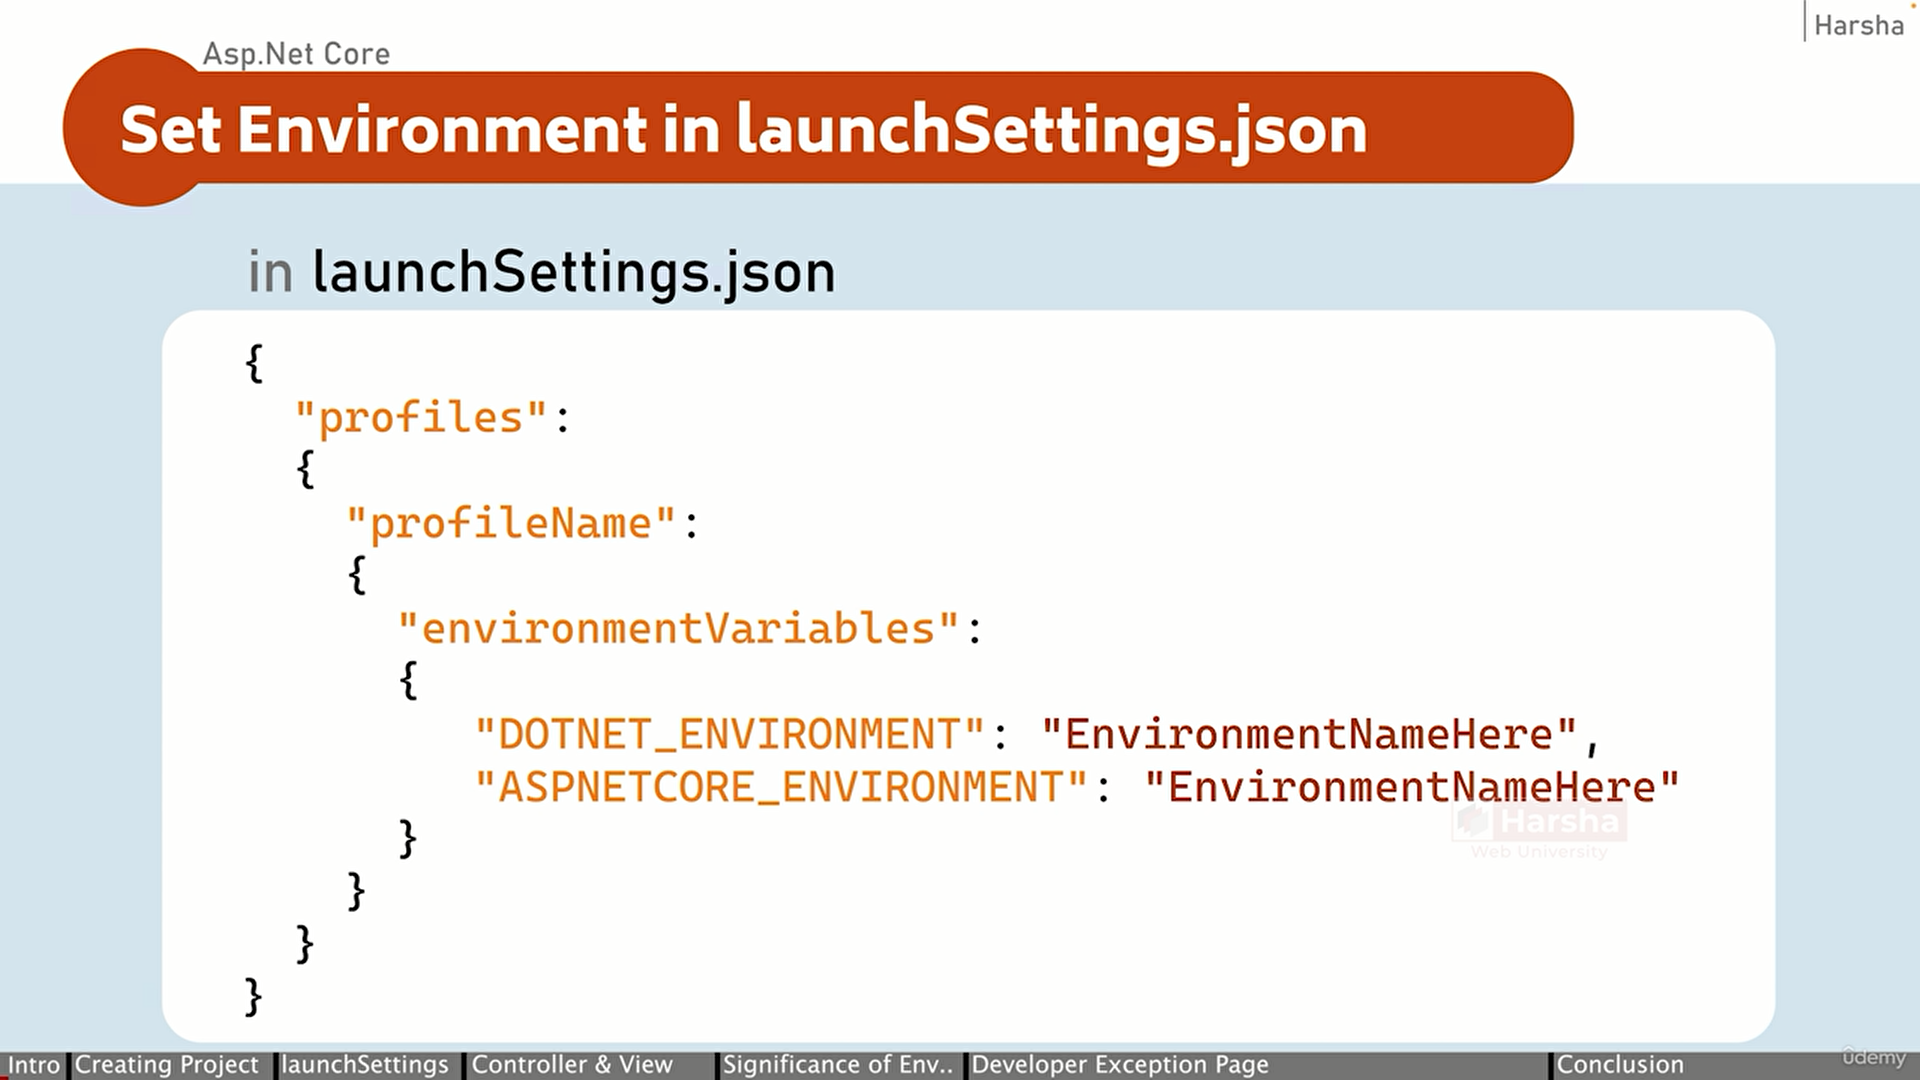 Harsha
Asp.Net Core
Set Environment in launchSettings.json
in launchSettings.json
{
"profiles":
{
"profileName":
{
"environmentVariables":
{
"DOTNET_ENVIRONMENT": "EnvironmentNameHere",
"ASPNETCORE_ENVIRONMENT": "EnvironmentNameHere"
Harsha
Web University
}
}
}
}
Intro Creating Project launchSettings Controller & View Significance of Env.. Developer Exception Page Conclusion
ûdemy